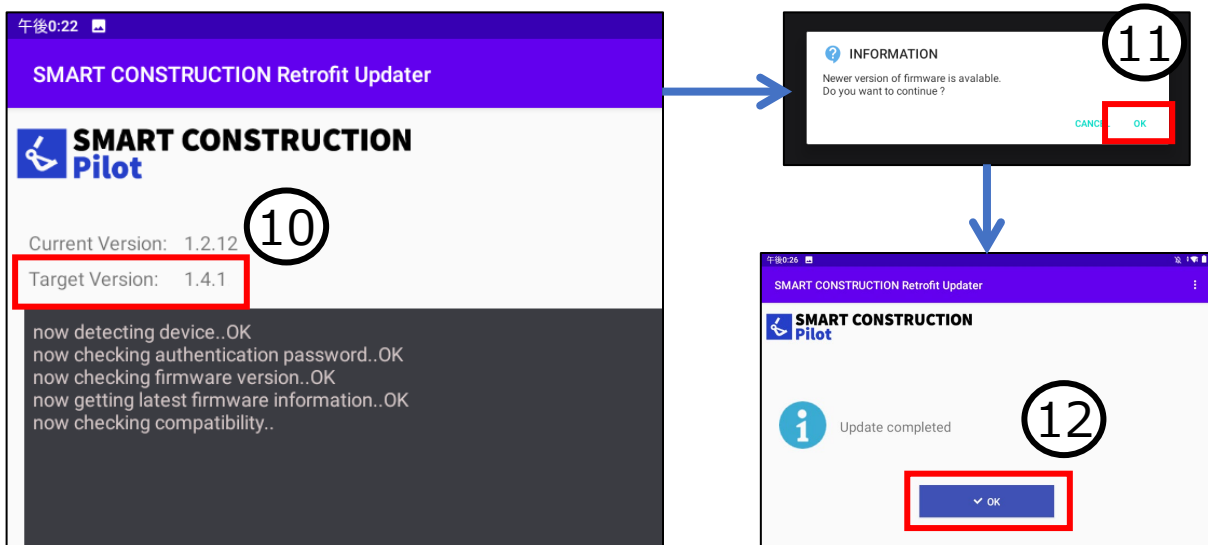 午後0:22
SMART CONSTRUCTION Retrofit Updater
SMART CONSTRUCTION
Pilot
10
Current Version: 1.2.12
Target Version: 1.4.1
now detecting device..OK
now checking authentication password..OK
now checking firmware version..OK
now getting latest firmware information..OK
now checking compatibility..
11
INFORMATION
Newer version of firmware is avalable.
Do you want to continue ?
CANCEL OK
午後0:26
SMART CONSTRUCTION Retrofit Updater
SMART CONSTRUCTION
Pilot
12
Update completed
OK